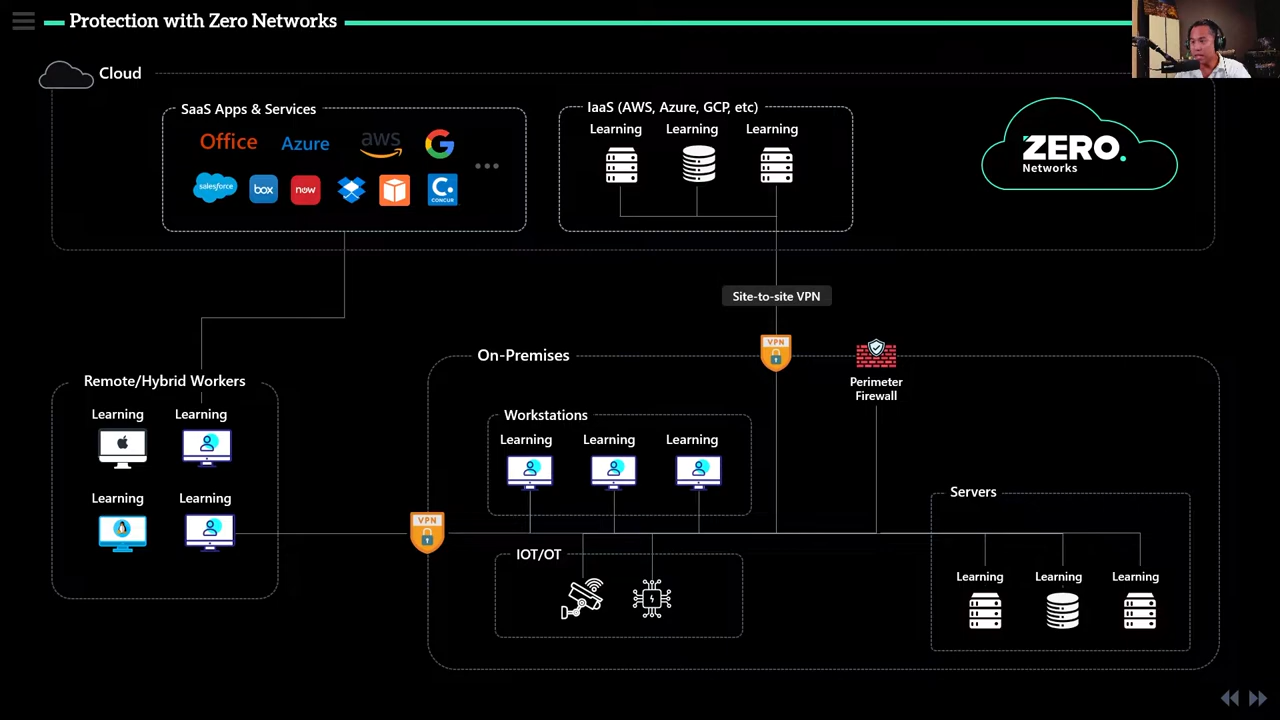 Protection with Zero Networks
Cloud
SaaS Apps & Services
Office
Azure
aws
G
salesforce
box
now
C.
CONCUR
IaaS (AWS, Azure, GCP, etc)
Learning Learning Learning
ZERO.
Networks
Site-to-site VPN
VPN
On-Premises
Perimeter
Firewall
Remote/Hybrid Workers
Learning Learning
Learning Learning
VPN
Workstations
Learning Learning Learning
IOT/OT
Servers
Learning Learning Learning